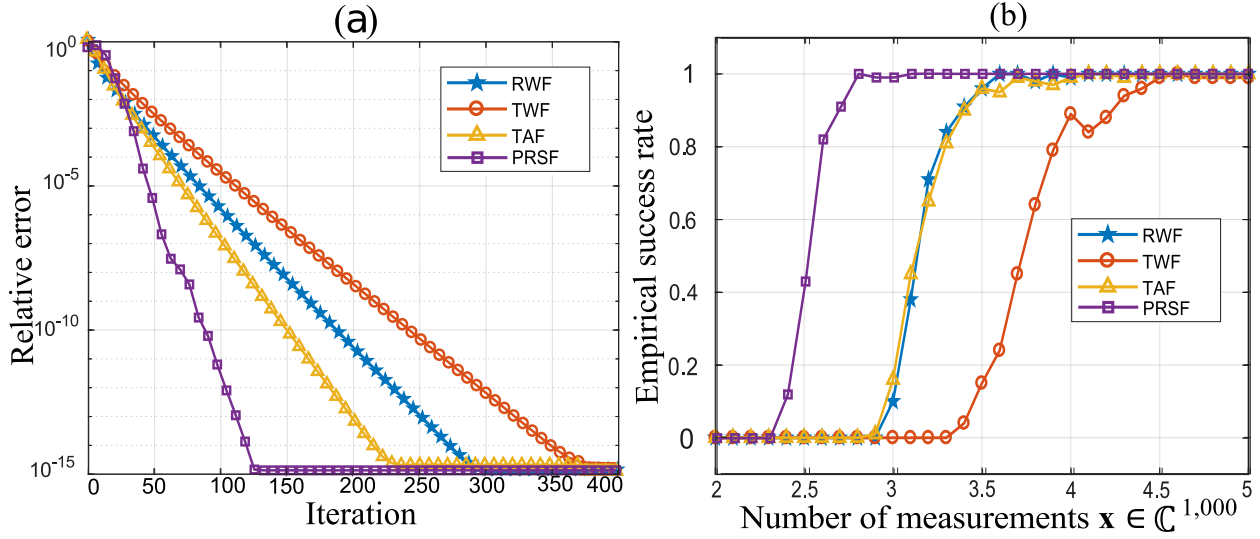 (a)
10^0
10^-5
10^-10
10^-15
0 50 100 150 200 250 300 350 400
Relative error
Iteration
RWF
TWF
TAF
PRSF
(b)
1
0.8
0.6
0.4
0.2
0
2 2.5 3 3.5 4 4.5 5
Empirical success rate
Number of measurements x ∈ ℂ^1,000
RWF
TWF
TAF
PRSF